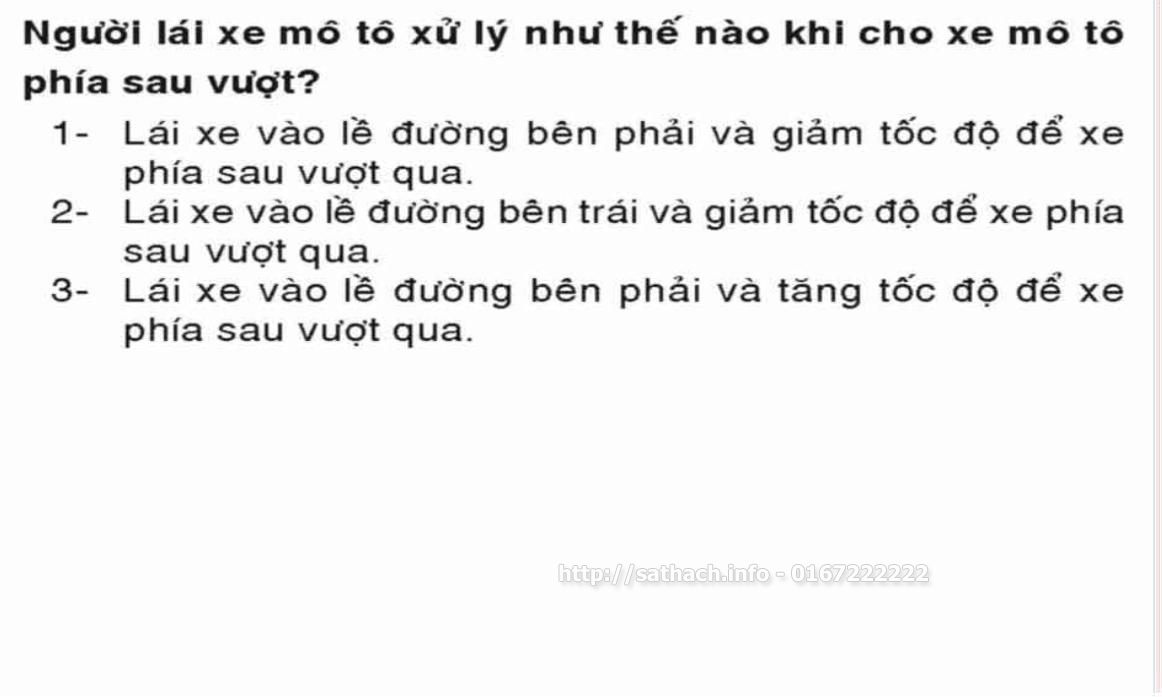 Người lái xe mô tô xử lý như thế nào khi cho xe mô tô
phía sau vượt?
1- Lái xe vào lề đường bên phải và giảm tốc độ để xe
phía sau vượt qua.
2- Lái xe vào lề đường bên trái và giảm tốc độ để xe phía
sau vượt qua.
3- Lái xe vào lề đường bên phải và tăng tốc độ để xe
phía sau vượt qua.
http://sathach.info - 0167222222